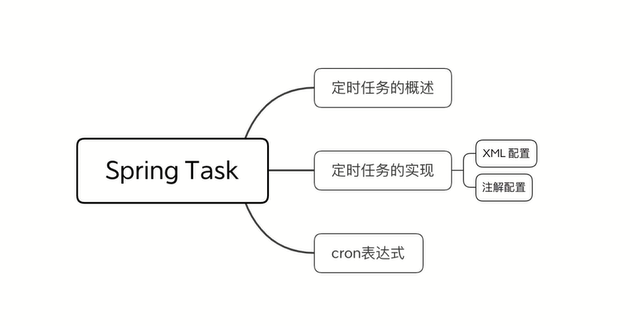 Spring Task
定时任务的概述
定时任务的实现
XML 配置
注解配置
cron表达式